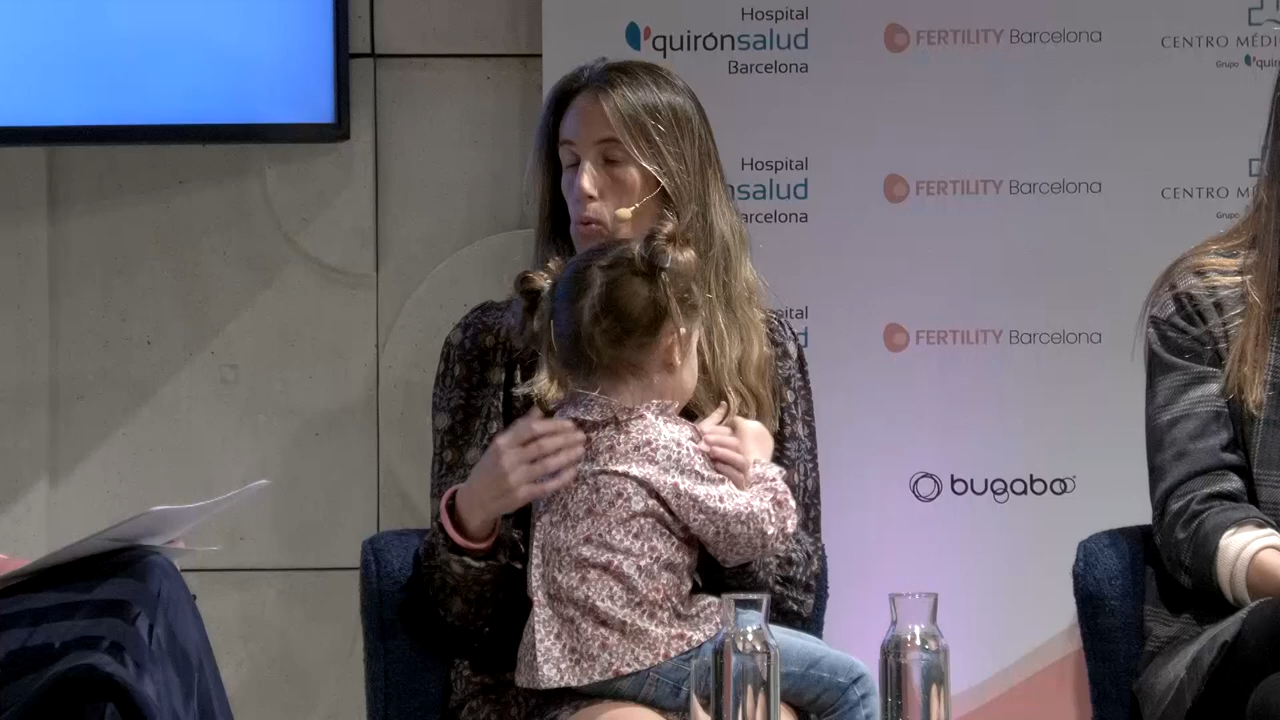 Hospital
quirónsalud
Barcelona
FERTILITY Barcelona
CENTRO MÉDI
Grupo quirón
Hospital
nsalud
arcelona
FERTILITY Barcelona
CENTRO M
Grupo
pital
d
FERTILITY Barcelona
bugaboo